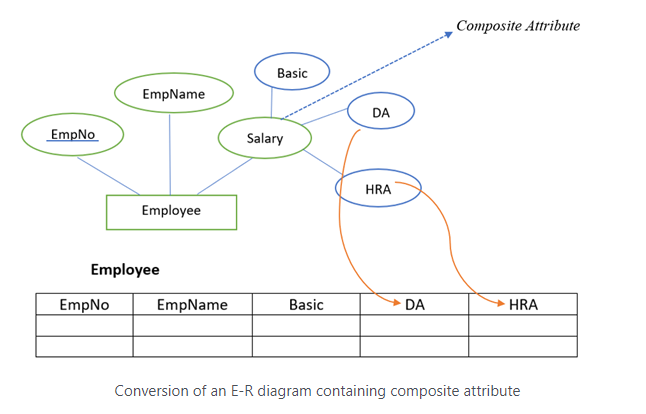 Composite Attribute
Basic
EmpName
DA
EmpNo
Salary
HRA
Employee
Employee
EmpNo EmpName Basic DA HRA
Conversion of an E-R diagram containing composite attribute